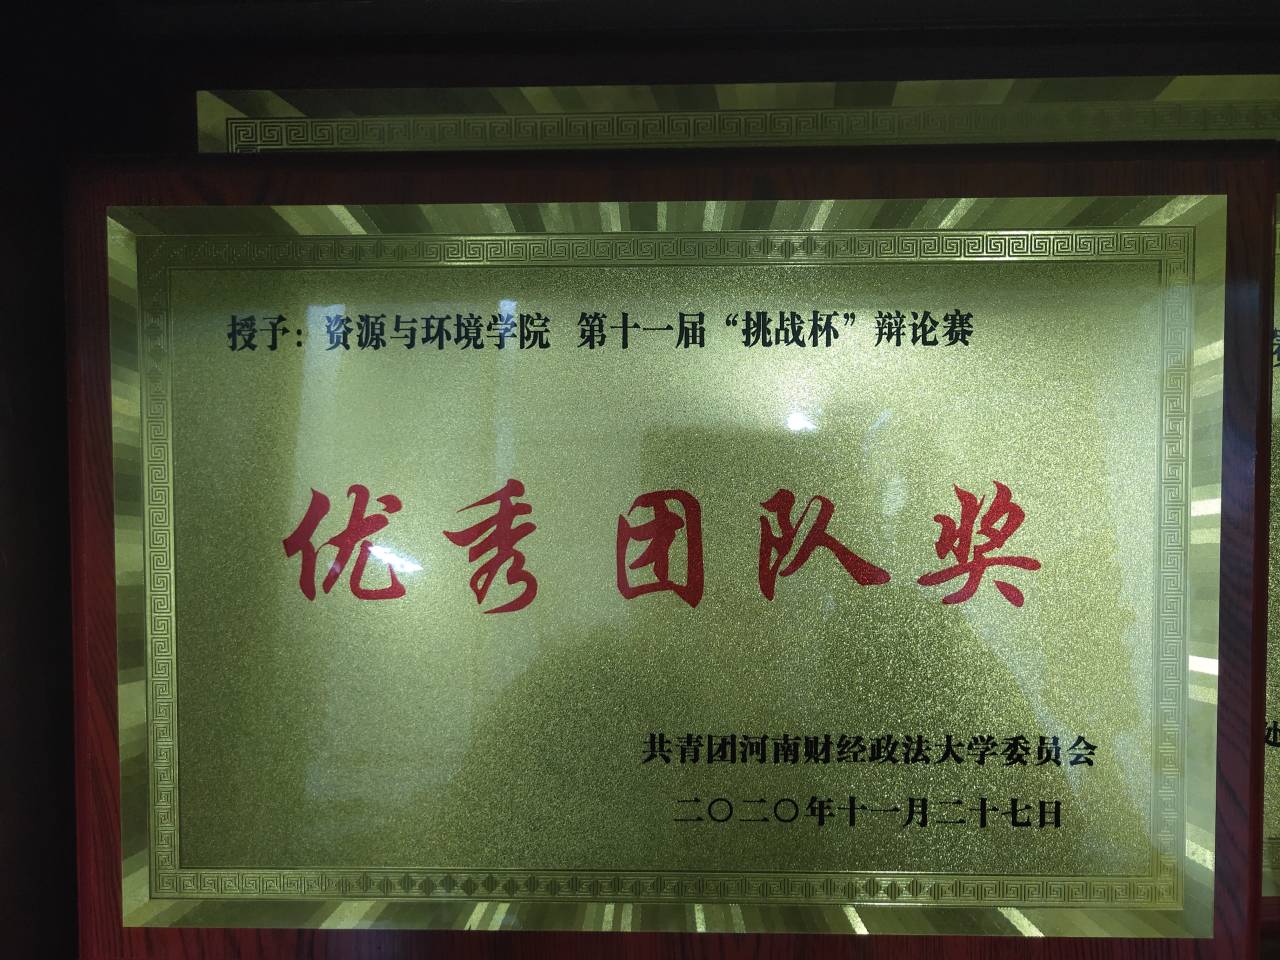 授予：资源与环境学院 第十一届“挑战杯”辩论赛
优秀团队奖
共青团河南财经政法大学委员会
二〇二〇年十一月二十七日